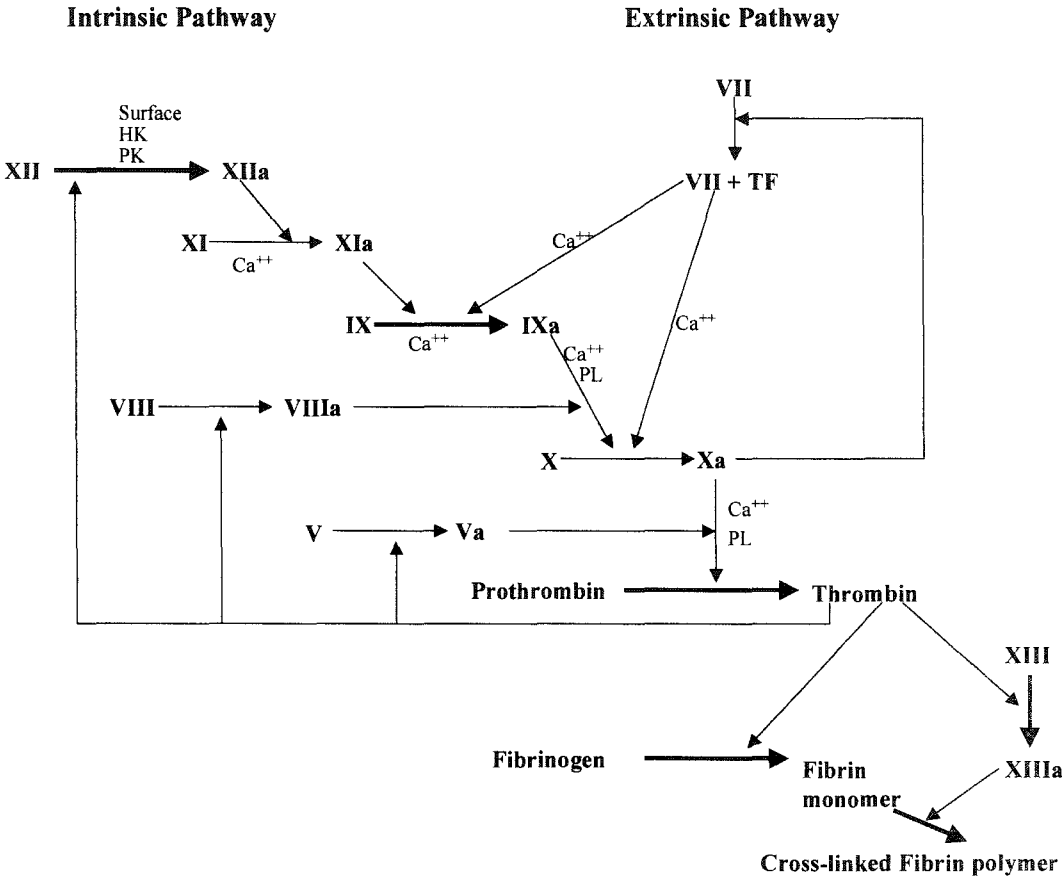 Intrinsic Pathway
Extrinsic Pathway
VII
Surface
HK
PK
XII
XIIa
VII + TF
XI
XIa
Ca++
Ca++
IX
IXa
Ca++
Ca++
Ca++
PL
VIII
VIIIa
X
Xa
Ca++
PL
V
Va
Prothrombin
Thrombin
XIII
Fibrinogen
Fibrin
monomer
XIIIa
Cross-linked Fibrin polymer